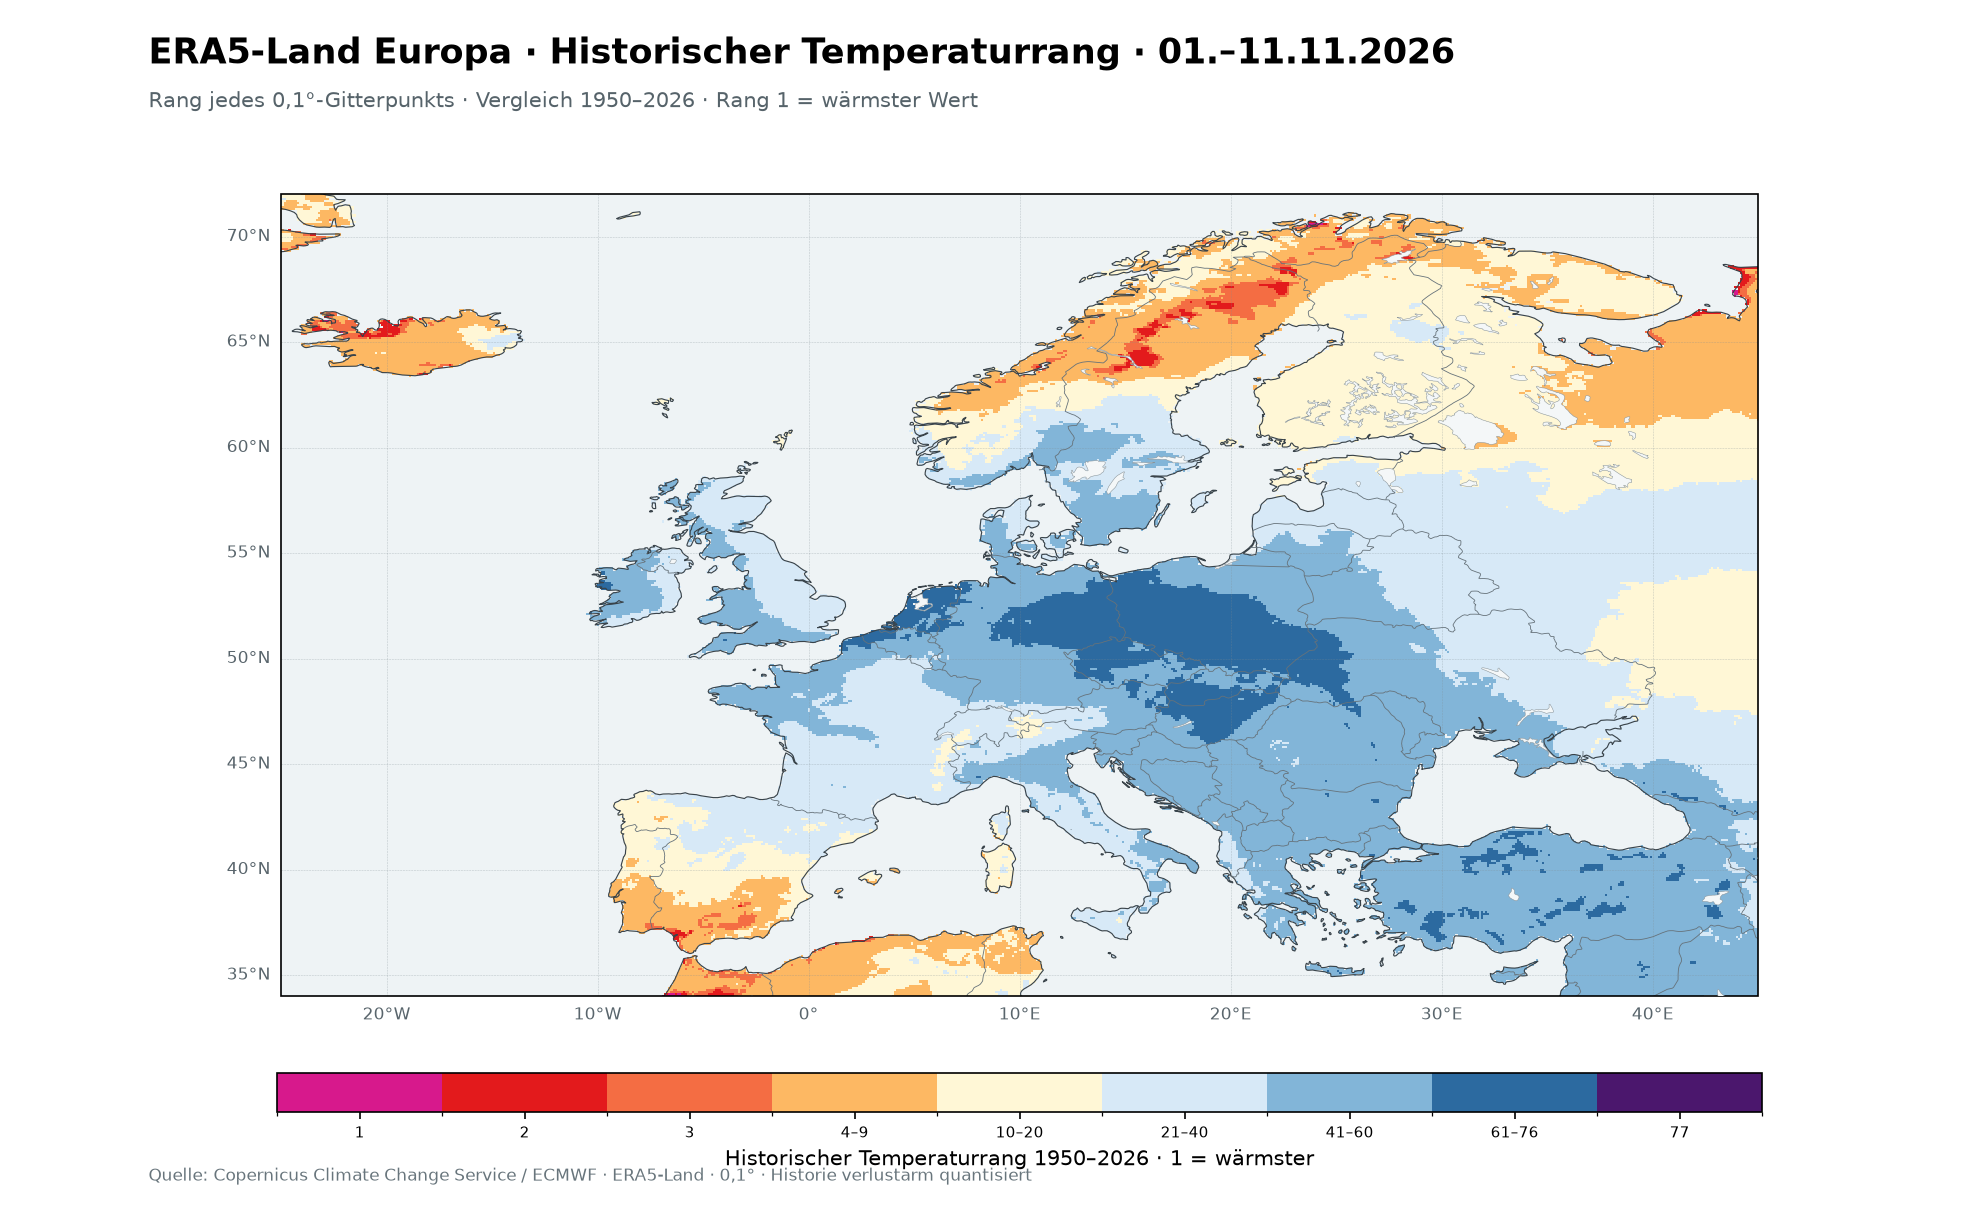 ERA5-Land Europa · Historischer Temperaturrang · 01.–11.11.2026
Rang jedes 0,1°-Gitterpunkts · Vergleich 1950–2026 · Rang 1 = wärmster Wert
70°N
65°N
60°N
55°N
50°N
45°N
40°N
35°N
20°W 10°W 0° 10°E 20°E 30°E 40°E
1 2 3 4–9 10–20 21–40 41–60 61–76 77
Historischer Temperaturrang 1950–2026 · 1 = wärmster
Quelle: Copernicus Climate Change Service / ECMWF · ERA5-Land · 0,1° · Historie verlustarm quantisiert